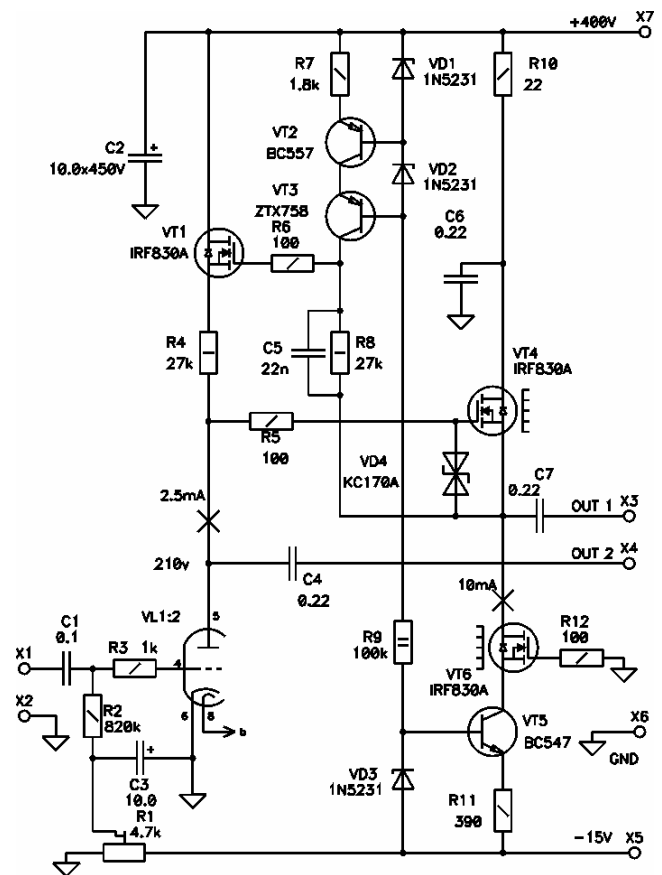 +400V
X7
R7
1.8k
VD1
1N5231
R10
22
C2
+
10.0x450V
VT2
BC557
VD2
1N5231
VT3
ZTX758
VT1
IRF830A
R6
100
C6
0.22
R4
27k
C5
22n
R8
27k
VT4
IRF830A
R5
100
VD4
KC170A
C7
0.22
OUT 1
X3
2.5mA
OUT 2
X4
210v
C4
0.22
10mA
5
C1
0.1
VL1:2
X1
R3
1k
4
R9
100k
R12
100
VT6
IRF830A
X2
R2
820k
6
8
b
VT5
BC547
X6
GND
+
C3
10.0
VD3
1N5231
R11
390
R1
4.7k
-15V
X5